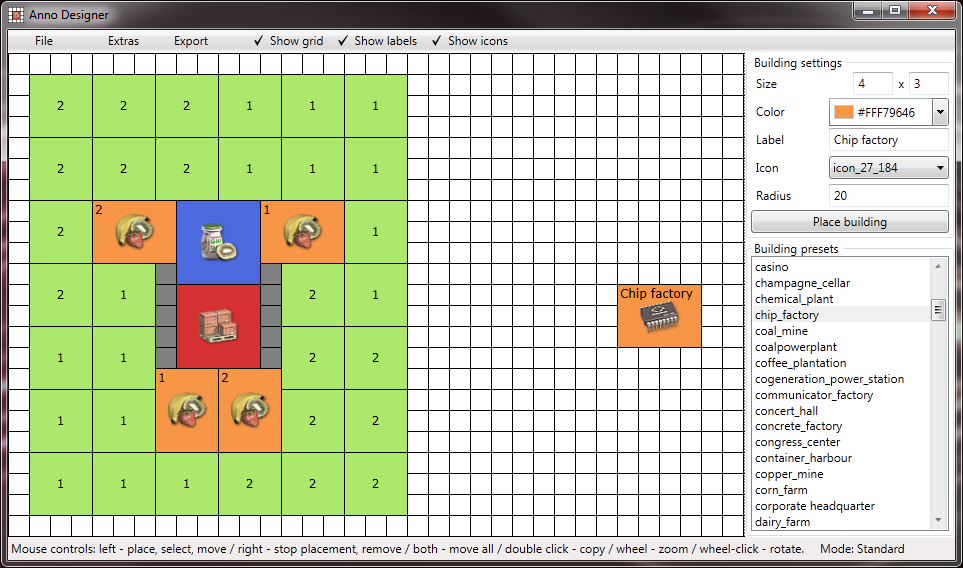 Anno Designer
File Extras Export ✓ Show grid ✓ Show labels ✓ Show icons
2 2 2 1 1 1
2 2 2 1 1 1
2 2 1 1
2 1 2 1
1 1 2 2
1 2
1 1 2 2
1 1 1 2 2 2
Chip factory
Building settings
Size 4 x 3
Color #FFF79646
Label Chip factory
Icon icon_27_184
Radius 20
Place building
Building presets
casino
champagne_cellar
chemical_plant
chip_factory
coal_mine
coalpowerplant
coffee_plantation
cogeneration_power_station
communicator_factory
concert_hall
concrete_factory
congress_center
container_harbour
copper_mine
corn_farm
corporate headquarter
dairy_farm
Mouse controls: left - place, select, move / right - stop placement, remove / both - move all / double click - copy / wheel - zoom / wheel-click - rotate. Mode: Standard